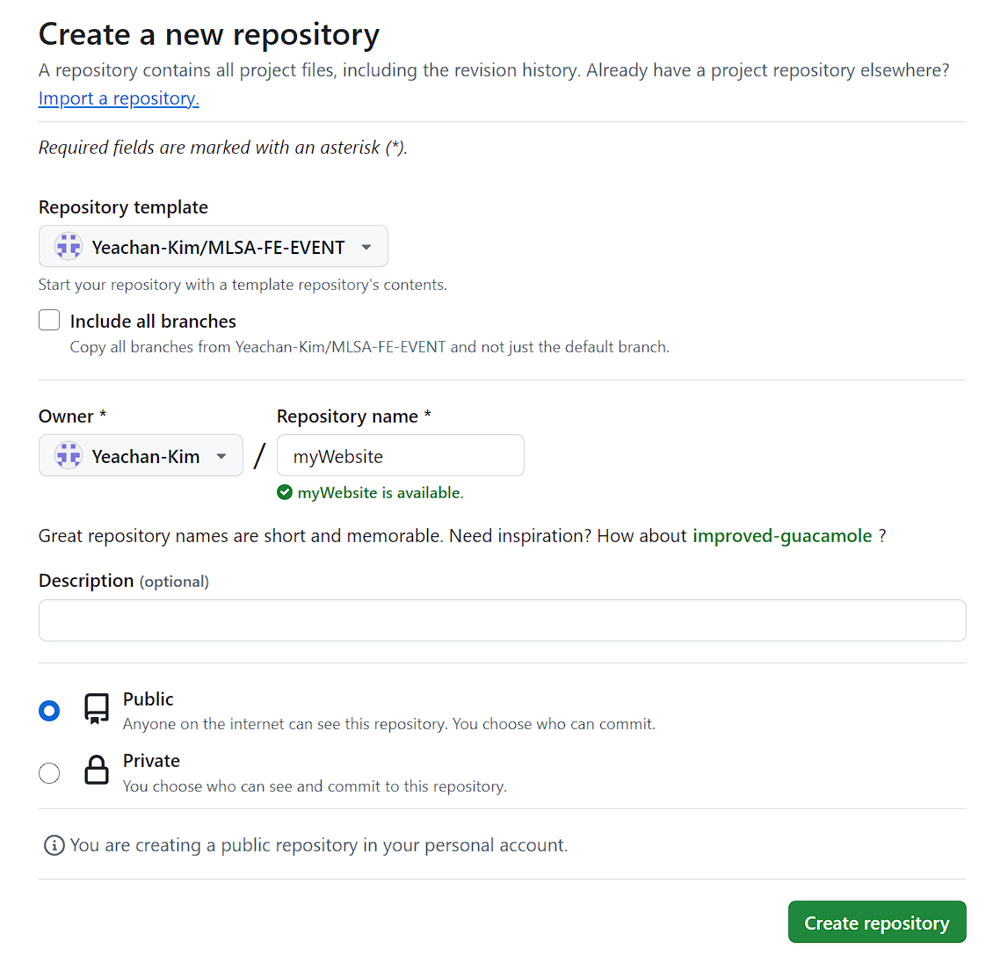 Create a new repository
A repository contains all project files, including the revision history. Already have a project repository elsewhere?
Import a repository.
Required fields are marked with an asterisk (*).
Repository template
Yeachan-Kim/MLSA-FE-EVENT
Start your repository with a template repository's contents.
Include all branches
Copy all branches from Yeachan-Kim/MLSA-FE-EVENT and not just the default branch.
Owner * Repository name *
Yeachan-Kim / myWebsite
myWebsite is available.
Great repository names are short and memorable. Need inspiration? How about improved-guacamole ?
Description (optional)
Public
Anyone on the internet can see this repository. You choose who can commit.
Private
You choose who can see and commit to this repository.
You are creating a public repository in your personal account.
Create repository